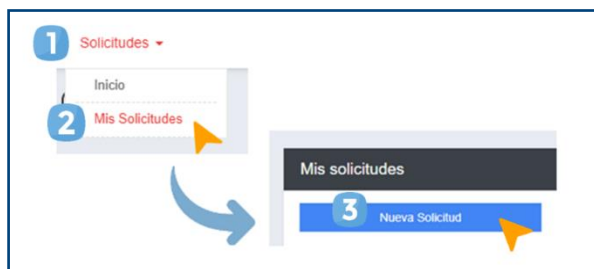 1 Solicitudes
Inicio
2 Mis Solicitudes
Mis solicitudes
3 Nueva Solicitud